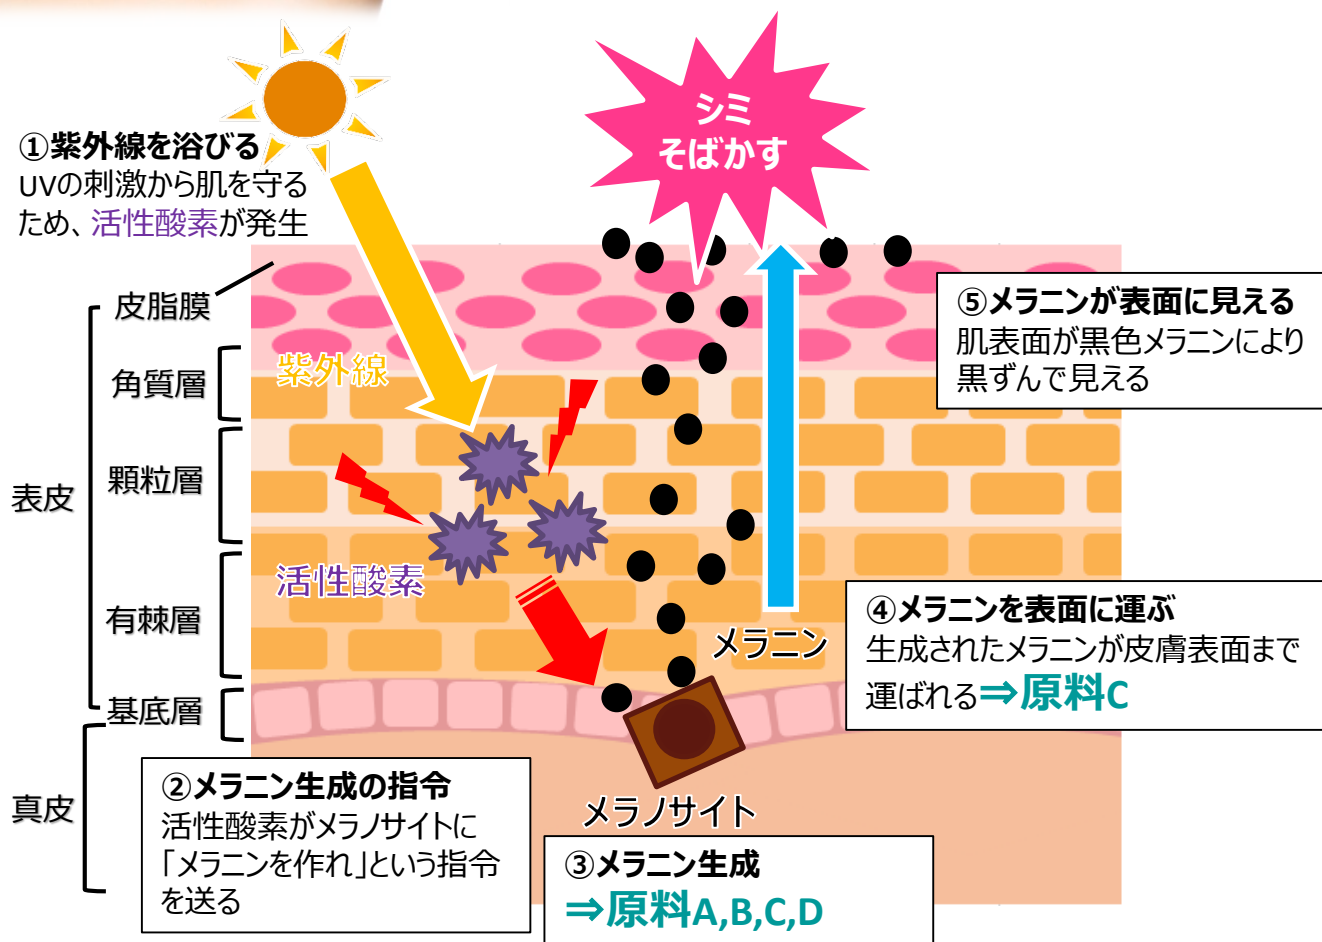 シミ
そばかす
①紫外線を浴びる
UVの刺激から肌を守る
ため、活性酸素が発生
皮脂膜
角質層
顆粒層
表皮
有棘層
基底層
真皮
紫外線
活性酸素
メラニン
メラノサイト
②メラニン生成の指令
活性酸素がメラノサイトに
「メラニンを作れ」という指令
を送る
③メラニン生成
⇒原料A,B,C,D
④メラニンを表面に運ぶ
生成されたメラニンが皮膚表面まで
運ばれる⇒原料C
⑤メラニンが表面に見える
肌表面が黒色メラニンにより
黒ずんで見える